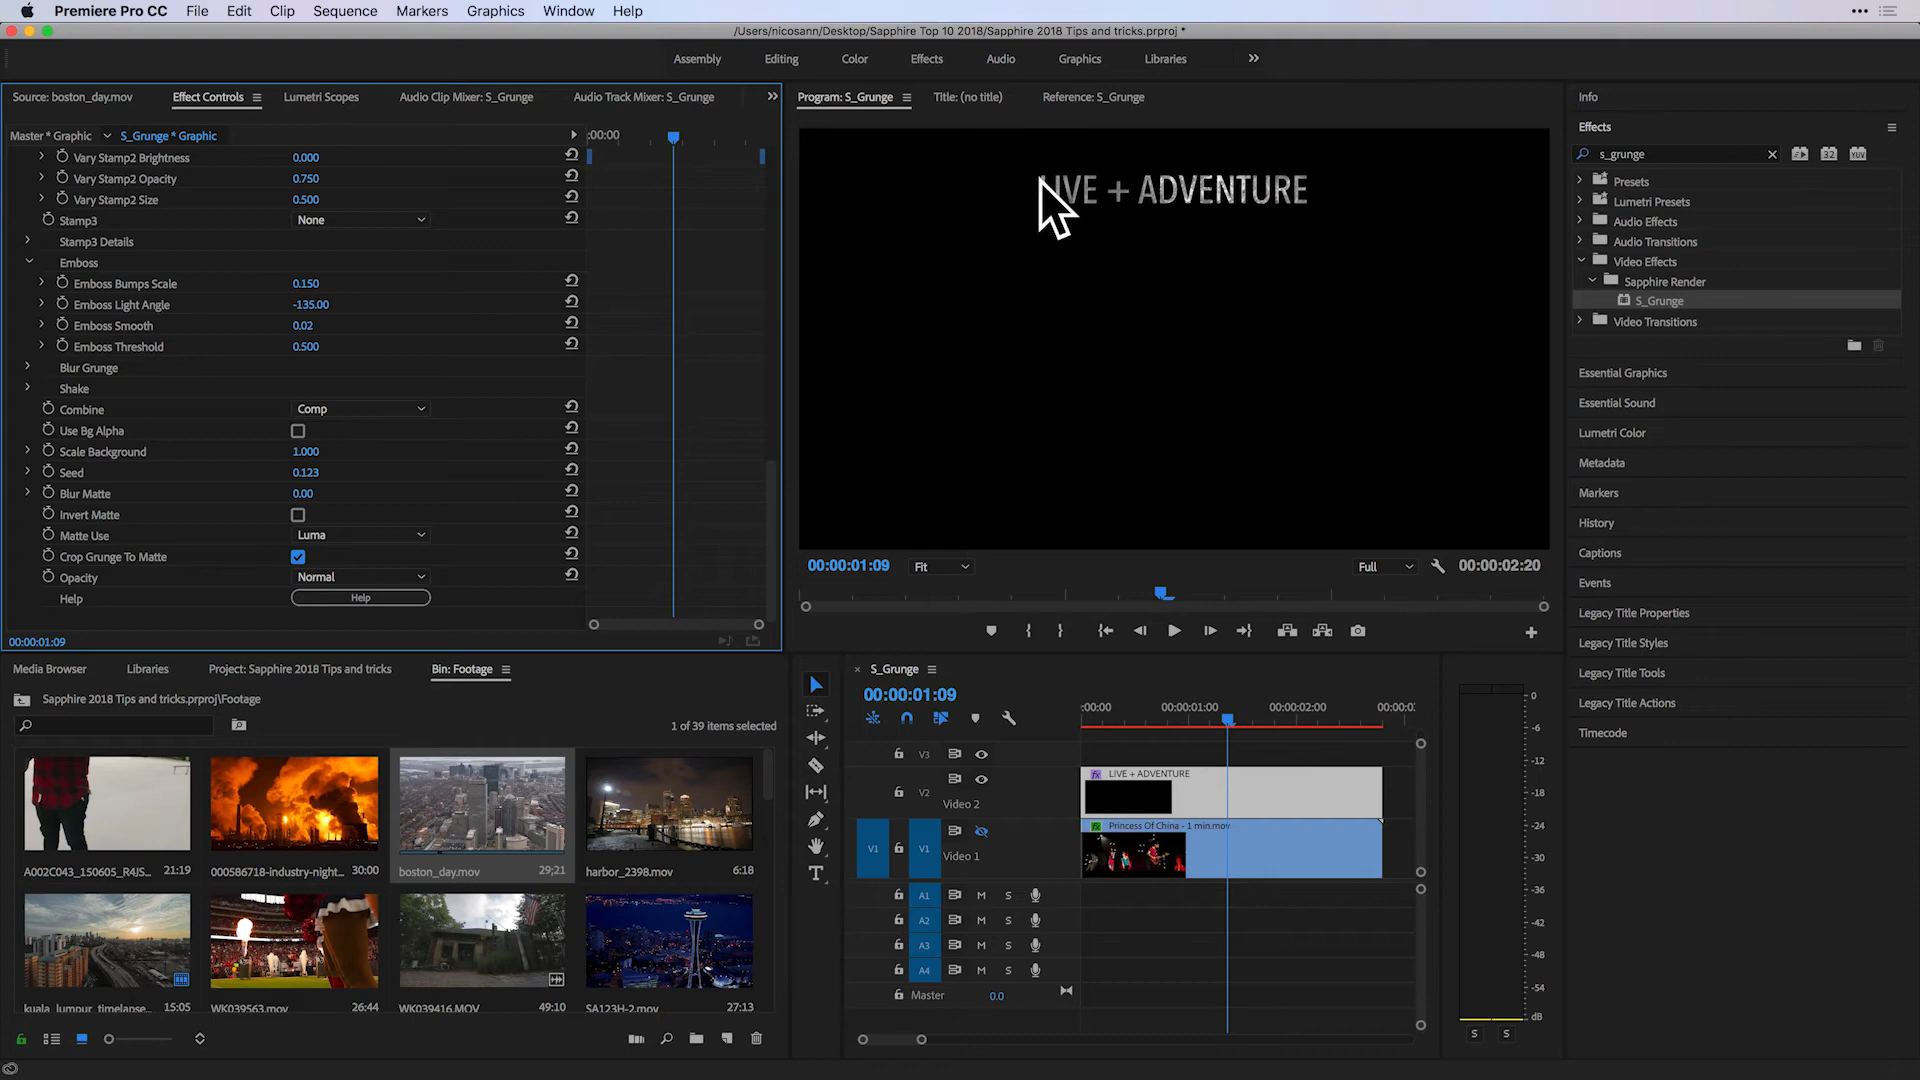 Premiere Pro CC File Edit Clip Sequence Markers Graphics Window Help
/Users/nicosann/Desktop/Sapphire Top 10 2018/Sapphire 2018 Tips and tricks.prproj *
Assembly Editing Color Effects Audio Graphics Libraries
Source: boston_day.mov Effect Controls Lumetri Scopes Audio Clip Mixer: S_Grunge Audio Track Mixer: S_Grunge
Master * Graphic S_Grunge * Graphic
:00:00
Vary Stamp2 Brightness 0.000
Vary Stamp2 Opacity 0.750
Vary Stamp2 Size 0.500
Stamp3 None
Stamp3 Details
Emboss
Emboss Bumps Scale 0.150
Emboss Light Angle -135.00
Emboss Smooth 0.02
Emboss Threshold 0.500
Blur Grunge
Shake
Combine Comp
Use Bg Alpha
Scale Background 1.000
Seed 0.123
Blur Matte 0.00
Invert Matte
Matte Use Luma
Crop Grunge To Matte
Opacity Normal
Help Help
00:00:01:09
Program: S_Grunge Title: (no title) Reference: S_Grunge
LIVE + ADVENTURE
00:00:01:09 Fit Full 00:00:02:20
Info
Effects
s_grunge
32 YUV
Presets
Lumetri Presets
Audio Effects
Audio Transitions
Video Effects
Sapphire Render
S_Grunge
Video Transitions
Essential Graphics
Essential Sound
Lumetri Color
Metadata
Markers
History
Captions
Events
Legacy Title Properties
Legacy Title Styles
Legacy Title Tools
Legacy Title Actions
Timecode
Media Browser Libraries Project: Sapphire 2018 Tips and tricks Bin: Footage
Sapphire 2018 Tips and tricks.prproj\Footage
1 of 39 items selected
A002C043_150605_R4JS... 21:19
000586718-industry-night... 30:00
boston_day.mov 29;21
harbor_2398.mov 6:18
kuala_lumpur_timelapse... 15:05
WK039563.mov 26:44
WK039416.MOV 49:10
SA123H-2.mov 27:13
S_Grunge
00:00:01:09
:00:00 00:00:01:00 00:00:02:00 00:00:0
V3
LIVE + ADVENTURE
V2 Video 2
Princess Of China - 1 min.mov
V1 V1 Video 1
A1 M S
A2 M S
A3 M S
A4 M S
Master 0.0
0
-6
-12
-18
-24
-30
-36
-42
-48
-54
dB
S S